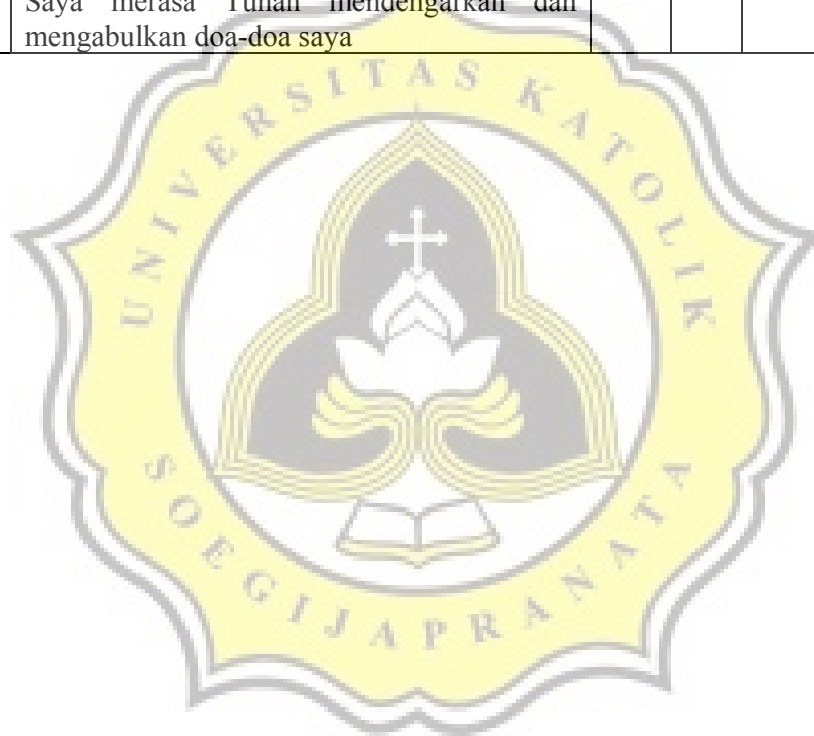 Saya merasa Tuhan mendengarkan dan
mengabulkan doa-doa saya
UNIVERSITAS KATOLIK
SOEGIJAPRANATA